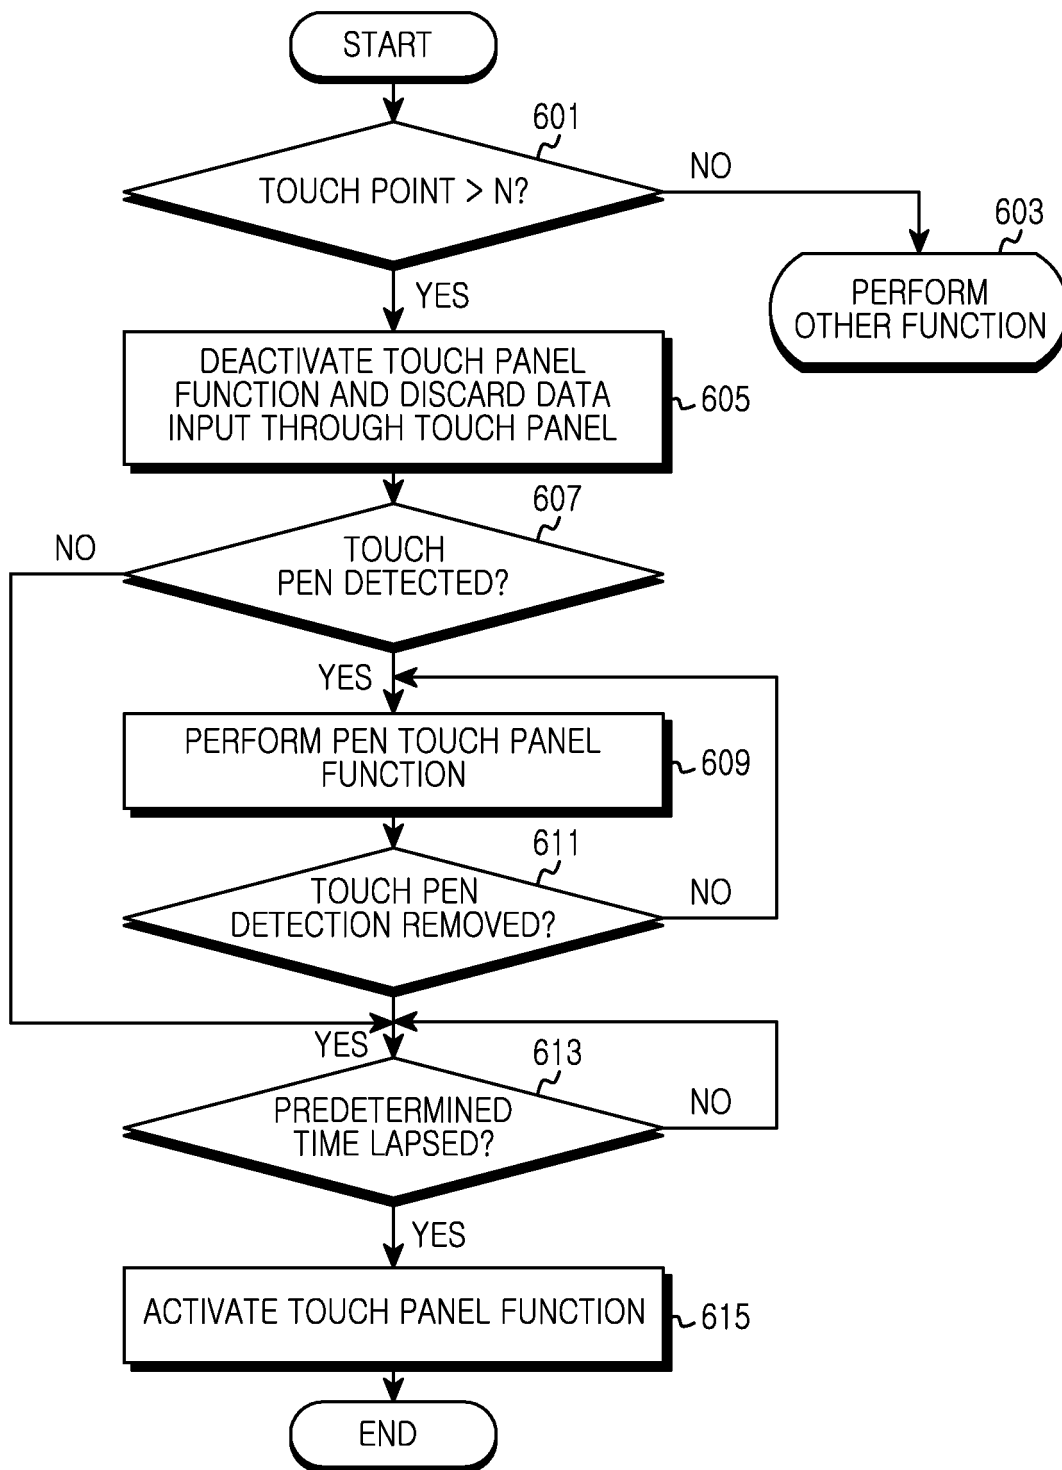 START
601
TOUCH POINT > N?
NO
603
PERFORM
OTHER FUNCTION
YES
DEACTIVATE TOUCH PANEL
FUNCTION AND DISCARD DATA
INPUT THROUGH TOUCH PANEL
605
607
NO
TOUCH
PEN DETECTED?
YES
PERFORM PEN TOUCH PANEL
FUNCTION
609
611
TOUCH PEN
DETECTION REMOVED?
NO
YES
613
PREDETERMINED
TIME LAPSED?
NO
YES
ACTIVATE TOUCH PANEL FUNCTION
615
END